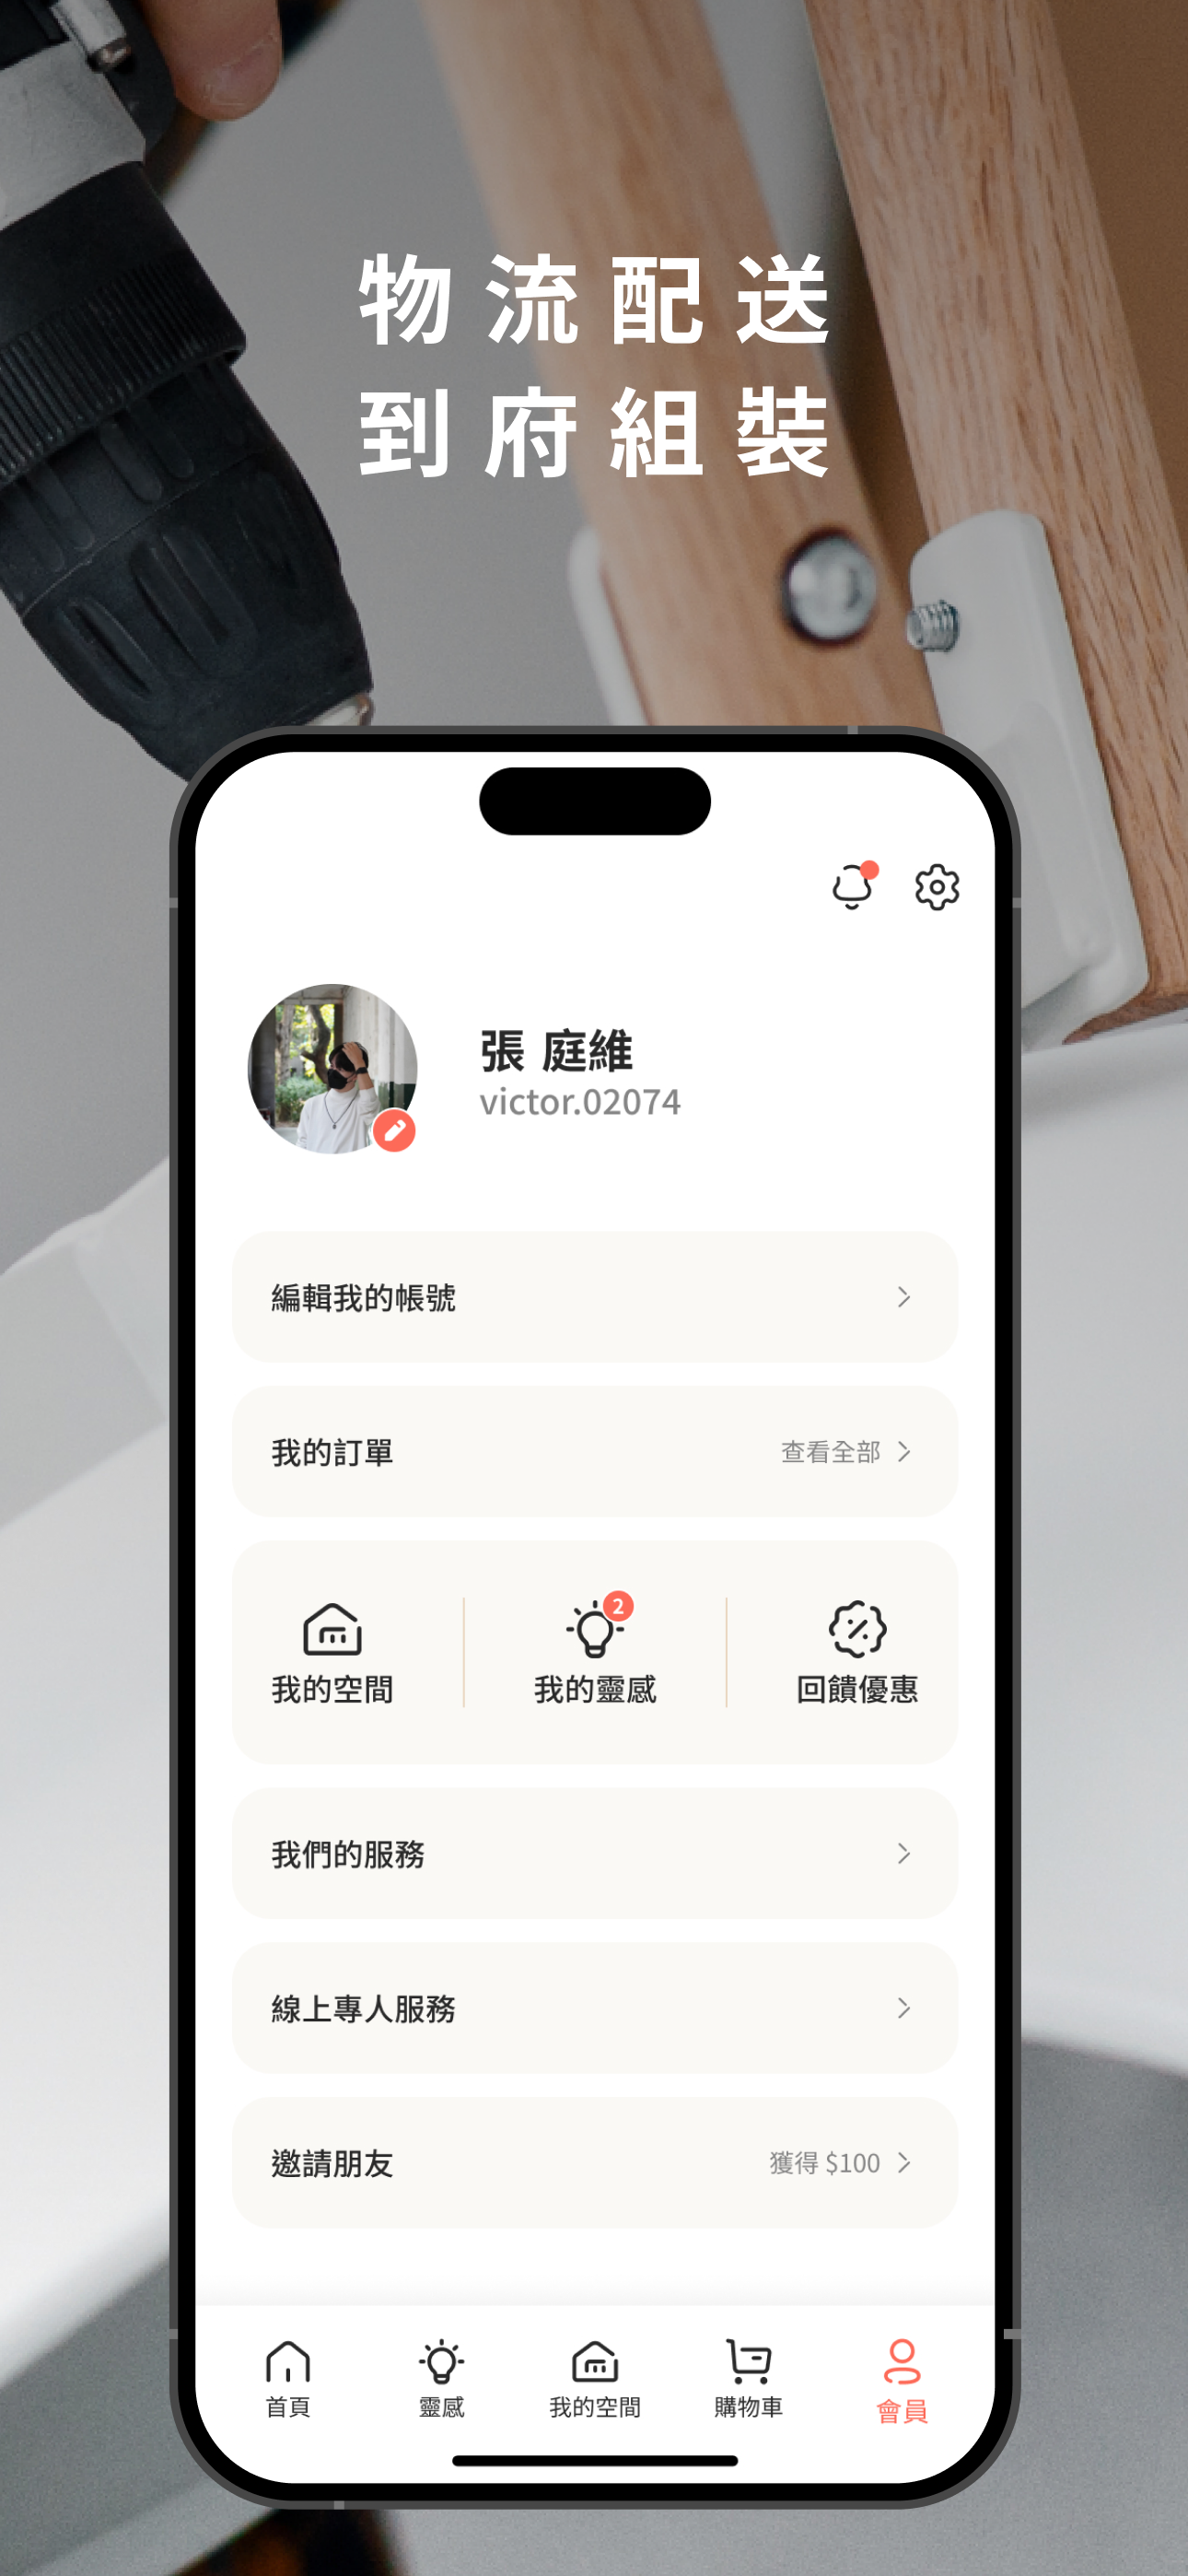 物流配送
到府組裝
張 庭維
victor.02074
編輯我的帳號
我的訂單
查看全部
2
我的空間
我的靈感
回饋優惠
我們的服務
線上專人服務
邀請朋友
獲得 $100
首頁
靈感
我的空間
購物車
會員